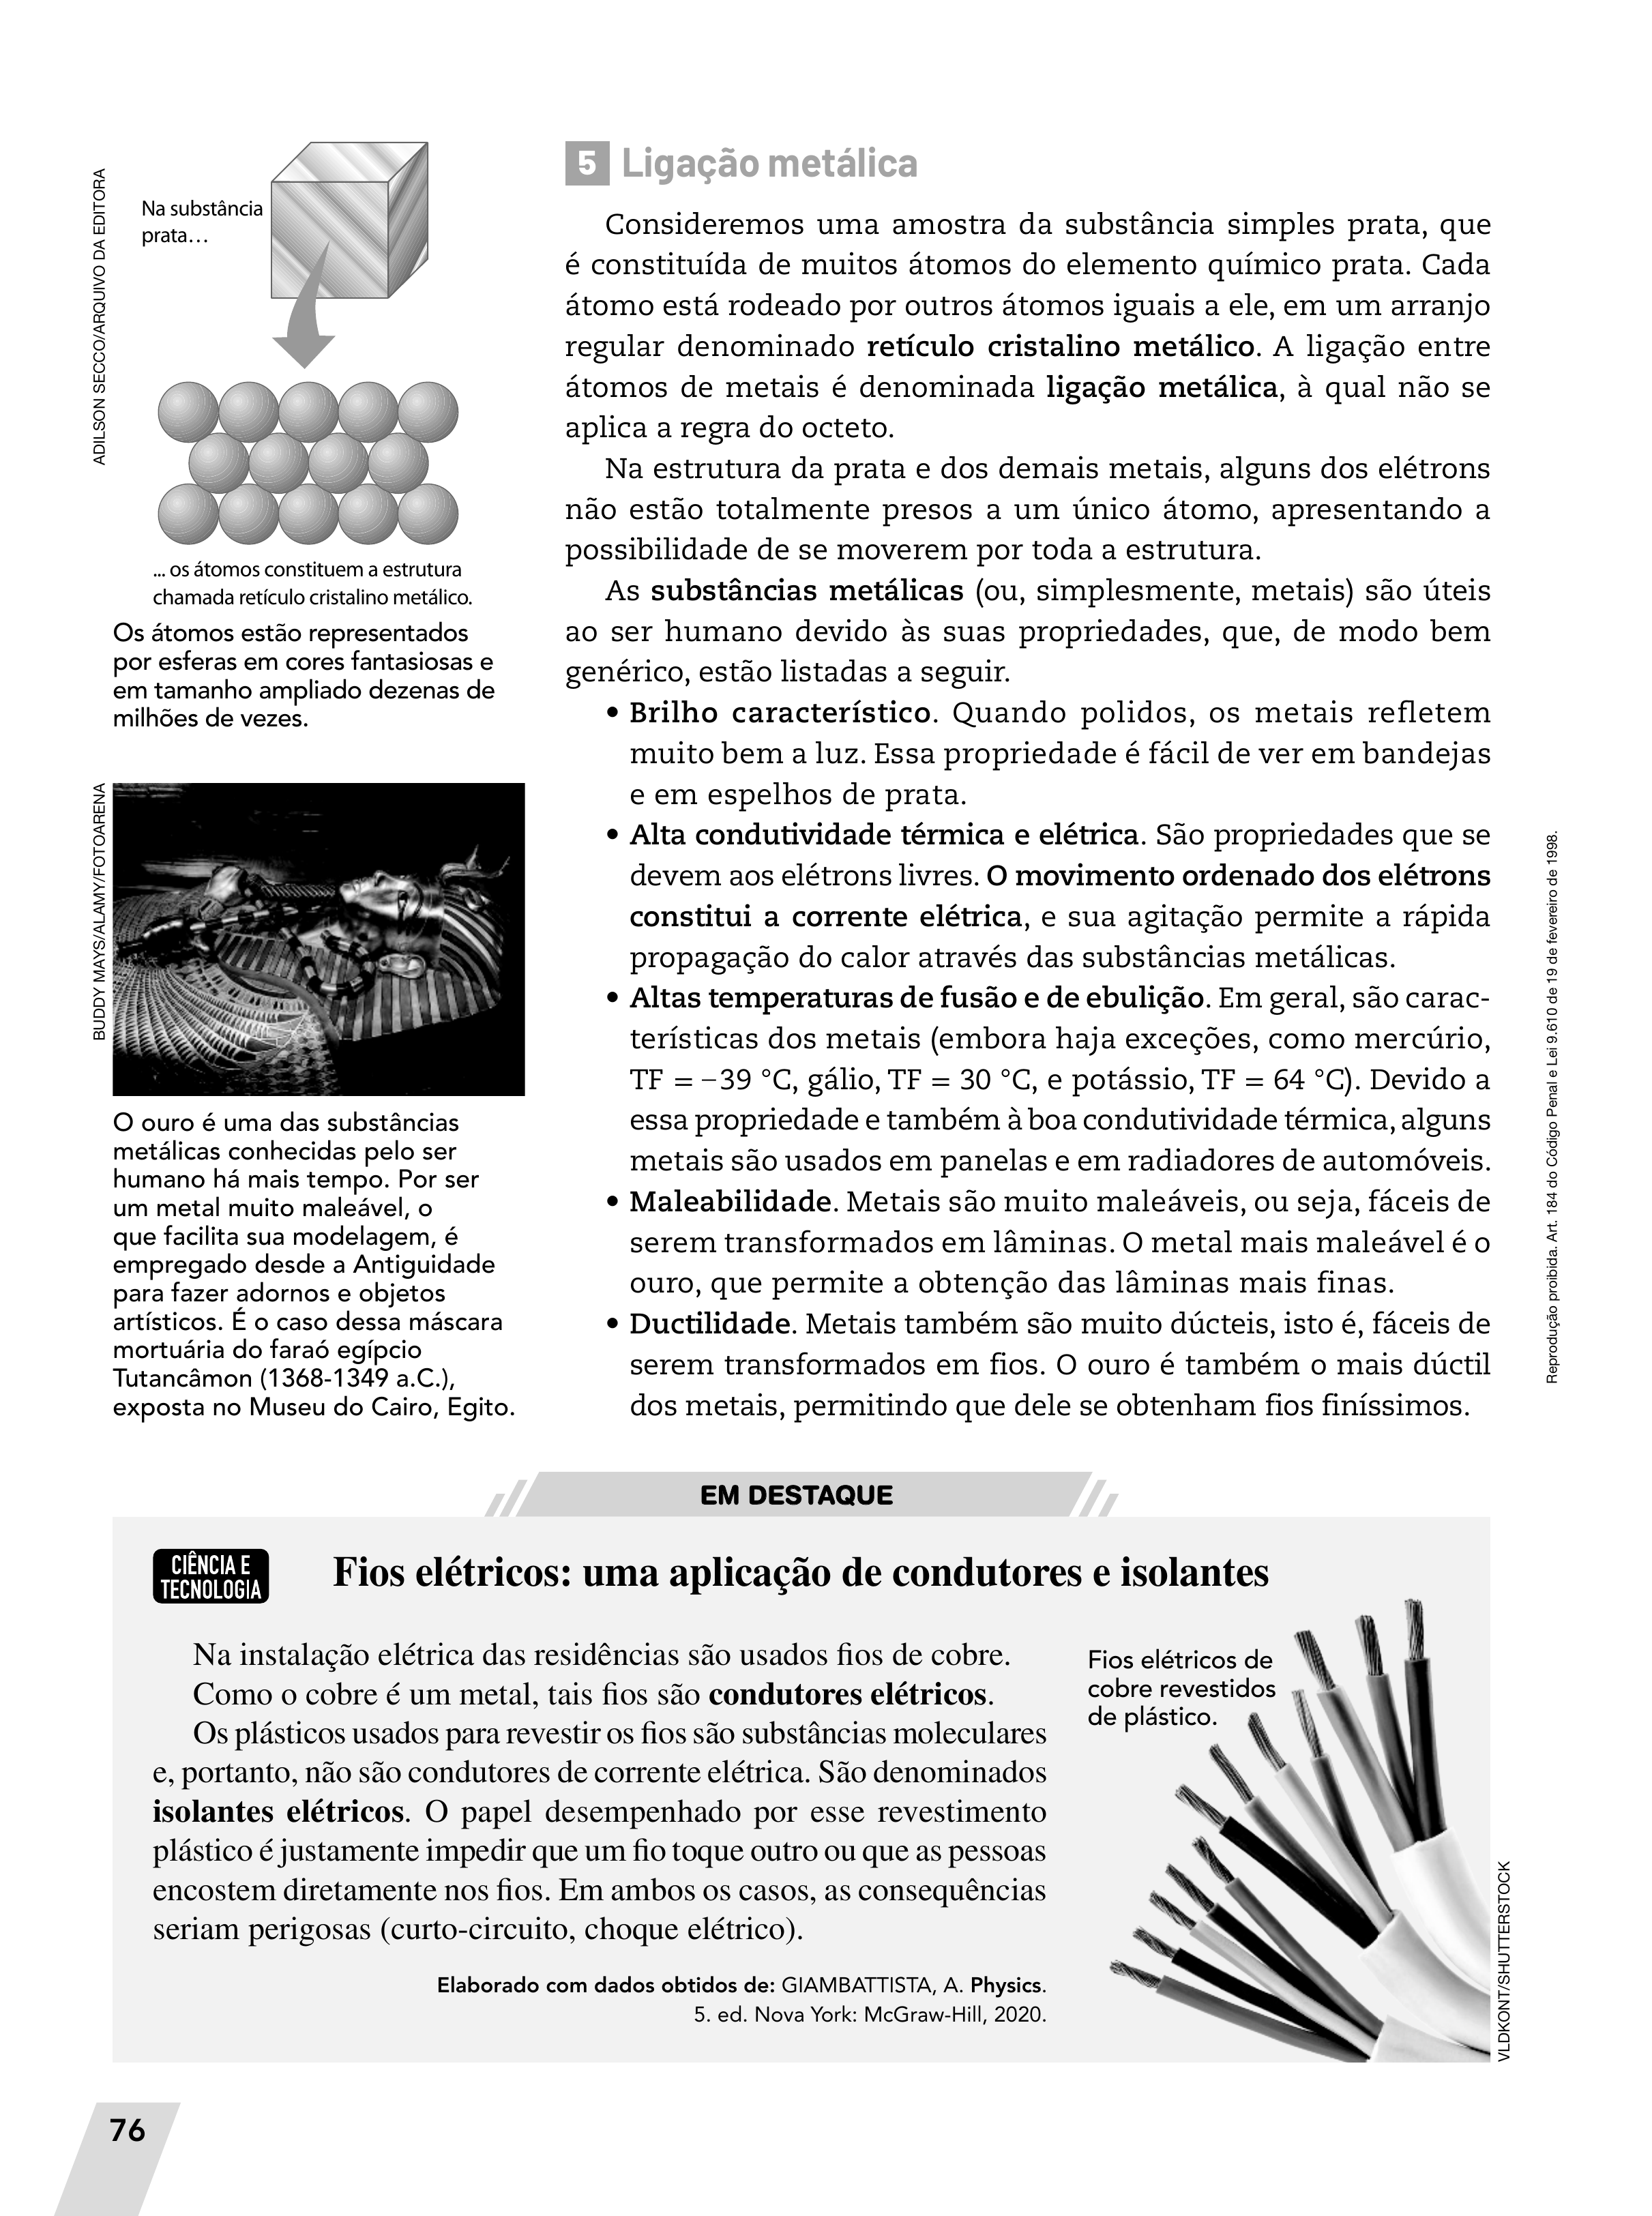 ADILSON SECCO/ARQUIVO DA EDITORA
Na substância
prata…
... os átomos constituem a estrutura
chamada retículo cristalino metálico.
Os átomos estão representados
por esferas em cores fantasiosas e
em tamanho ampliado dezenas de
milhões de vezes.
BUDDY MAYS/ALAMY/FOTOARENA
O ouro é uma das substâncias
metálicas conhecidas pelo ser
humano há mais tempo. Por ser
um metal muito maleável, o
que facilita sua modelagem, é
empregado desde a Antiguidade
para fazer adornos e objetos
artísticos. É o caso dessa máscara
mortuária do faraó egípcio
Tutancâmon (1368-1349 a.C.),
exposta no Museu do Cairo, Egito.
5 Ligação metálica
Consideremos uma amostra da substância simples prata, que
é constituída de muitos átomos do elemento químico prata. Cada
átomo está rodeado por outros átomos iguais a ele, em um arranjo
regular denominado retículo cristalino metálico. A ligação entre
átomos de metais é denominada ligação metálica, à qual não se
aplica a regra do octeto.
Na estrutura da prata e dos demais metais, alguns dos elétrons
não estão totalmente presos a um único átomo, apresentando a
possibilidade de se moverem por toda a estrutura.
As substâncias metálicas (ou, simplesmente, metais) são úteis
ao ser humano devido às suas propriedades, que, de modo bem
genérico, estão listadas a seguir.
• Brilho característico. Quando polidos, os metais refletem
muito bem a luz. Essa propriedade é fácil de ver em bandejas
e em espelhos de prata.
• Alta condutividade térmica e elétrica. São propriedades que se
devem aos elétrons livres. O movimento ordenado dos elétrons
constitui a corrente elétrica, e sua agitação permite a rápida
propagação do calor através das substâncias metálicas.
• Altas temperaturas de fusão e de ebulição. Em geral, são carac-
terísticas dos metais (embora haja exceções, como mercúrio,
TF = –39 °C, gálio, TF = 30 °C, e potássio, TF = 64 °C). Devido a
essa propriedade e também à boa condutividade térmica, alguns
metais são usados em panelas e em radiadores de automóveis.
• Maleabilidade. Metais são muito maleáveis, ou seja, fáceis de
serem transformados em lâminas. O metal mais maleável é o
ouro, que permite a obtenção das lâminas mais finas.
• Ductilidade. Metais também são muito dúcteis, isto é, fáceis de
serem transformados em fios. O ouro é também o mais dúctil
dos metais, permitindo que dele se obtenham fios finíssimos.
Reprodução proibida. Art. 184 do Código Penal e Lei 9.610 de 19 de fevereiro de 1998.
EM DESTAQUE
CIÊNCIA E
TECNOLOGIA
Fios elétricos: uma aplicação de condutores e isolantes
Na instalação elétrica das residências são usados fios de cobre.
Como o cobre é um metal, tais fios são condutores elétricos.
Os plásticos usados para revestir os fios são substâncias moleculares
e, portanto, não são condutores de corrente elétrica. São denominados
isolantes elétricos. O papel desempenhado por esse revestimento
plástico é justamente impedir que um fio toque outro ou que as pessoas
encostem diretamente nos fios. Em ambos os casos, as consequências
seriam perigosas (curto-circuito, choque elétrico).
Elaborado com dados obtidos de: GIAMBATTISTA, A. Physics.
5. ed. Nova York: McGraw-Hill, 2020.
Fios elétricos de
cobre revestidos
de plástico.
VLDKONT/SHUTTERSTOCK
76